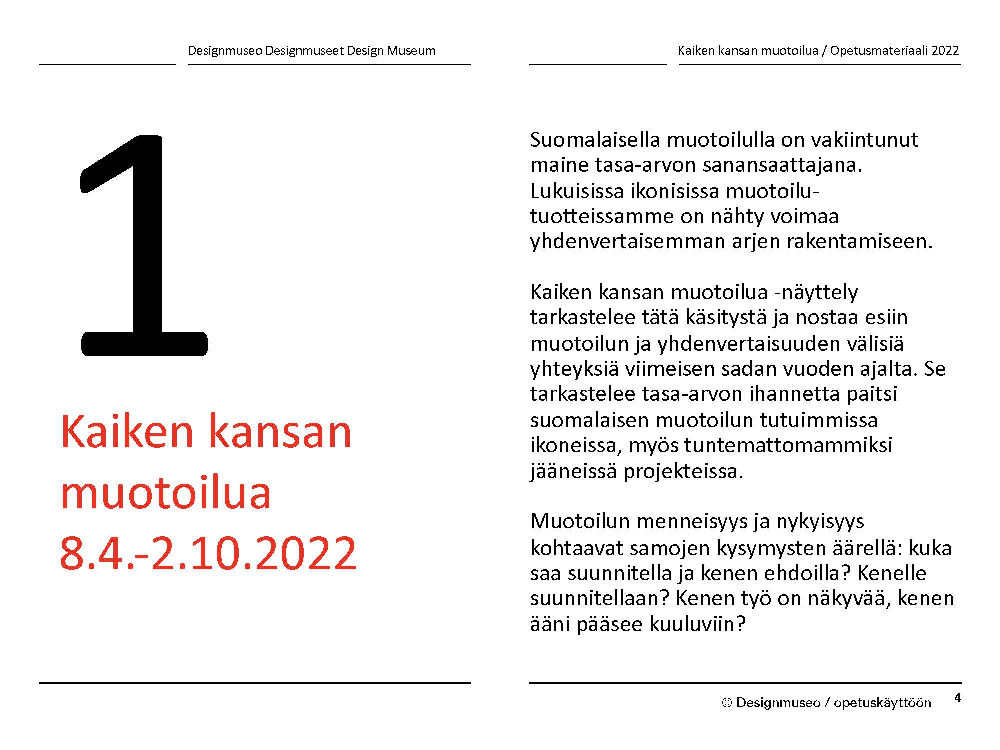 Designmuseo Designmuseet Design Museum
Kaiken kansan muotoilua / Opetusmateriaali 2022
1
Kaiken kansan
muotoilua
8.4.-2.10.2022
Suomalaisella muotoilulla on vakiintunut
maine tasa-arvon sanansaattajana.
Lukuisissa ikonisissa muotoilu-
tuotteissamme on nähty voimaa
yhdenvertaisemman arjen rakentamiseen.
Kaiken kansan muotoilua -näyttely
tarkastelee tätä käsitystä ja nostaa esiin
muotoilun ja yhdenvertaisuuden välisiä
yhteyksiä viimeisen sadan vuoden ajalta. Se
tarkastelee tasa-arvon ihannetta paitsi
suomalaisen muotoilun tutuimmissa
ikoneissa, myös tuntemattomammiksi
jääneissä projekteissa.
Muotoilun menneisyys ja nykyisyys
kohtaavat samojen kysymysten äärellä: kuka
saa suunnitella ja kenen ehdoilla? Kenelle
suunnitellaan? Kenen työ on näkyvää, kenen
ääni pääsee kuuluviin?
© Designmuseo / opetuskäyttöön
4